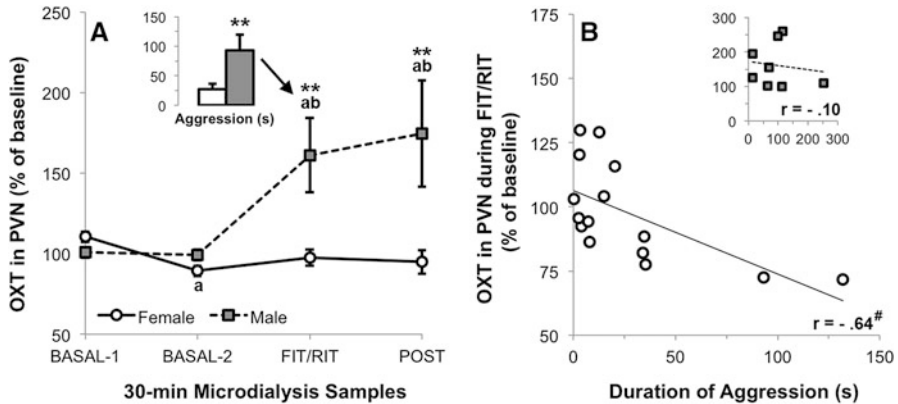 A
OXT in PVN (% of baseline)
250
200
150
100
50
150
125
100
75
50
25
0
**
Aggression (s)
**
ab
**
ab
a
Female
Male
BASAL-1
BASAL-2
FIT/RIT
POST
30-min Microdialysis Samples
B
OXT in PVN during FIT/RIT
(% of baseline)
175
150
125
100
75
50
0
50
100
150
Duration of Aggression (s)
r = - .64#
300
200
100
0
0
100
200
300
r = - .10